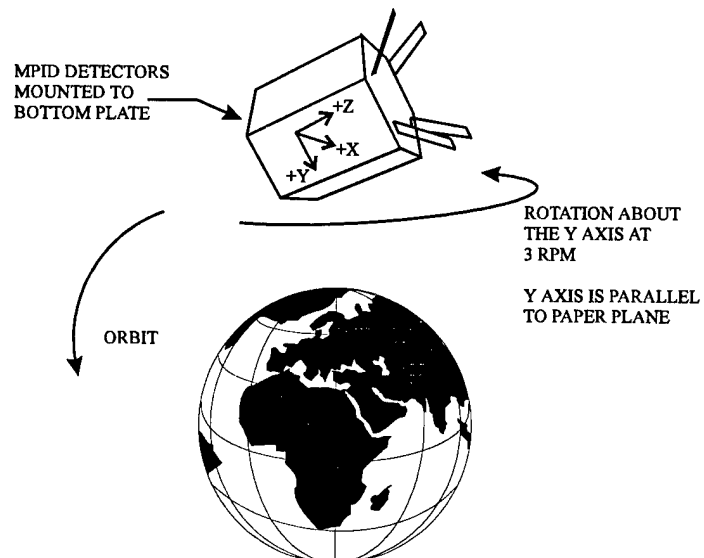 MPID DETECTORS
MOUNTED TO
BOTTOM PLATE
+Z
+X
+Y
ROTATION ABOUT
THE Y AXIS AT
3 RPM
Y AXIS IS PARALLEL
TO PAPER PLANE
ORBIT